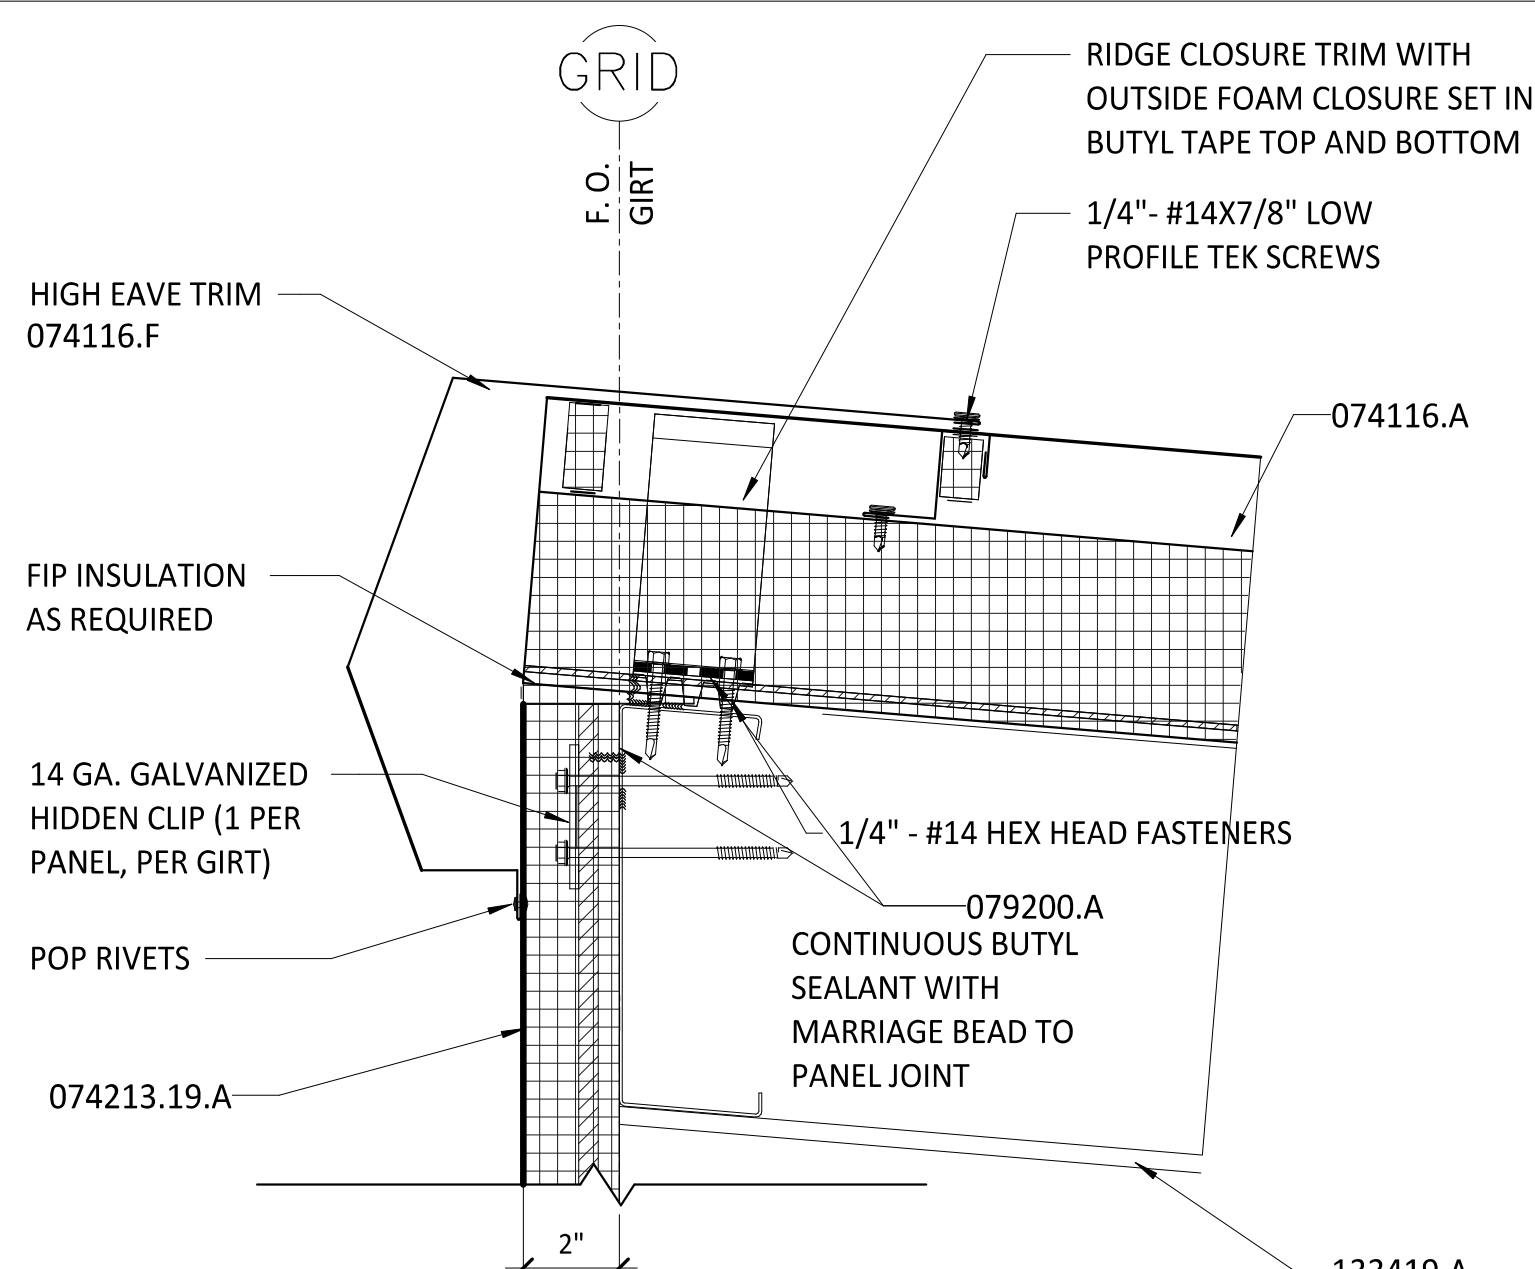 GRID
F. O.
GIRT
RIDGE CLOSURE TRIM WITH
OUTSIDE FOAM CLOSURE SET IN
BUTYL TAPE TOP AND BOTTOM
1/4"- #14X7/8" LOW
PROFILE TEK SCREWS
HIGH EAVE TRIM
074116.F
074116.A
FIP INSULATION
AS REQUIRED
14 GA. GALVANIZED
HIDDEN CLIP (1 PER
PANEL, PER GIRT)
1/4" - #14 HEX HEAD FASTENERS
079200.A
CONTINUOUS BUTYL
SEALANT WITH
MARRIAGE BEAD TO
PANEL JOINT
POP RIVETS
074213.19.A
2"